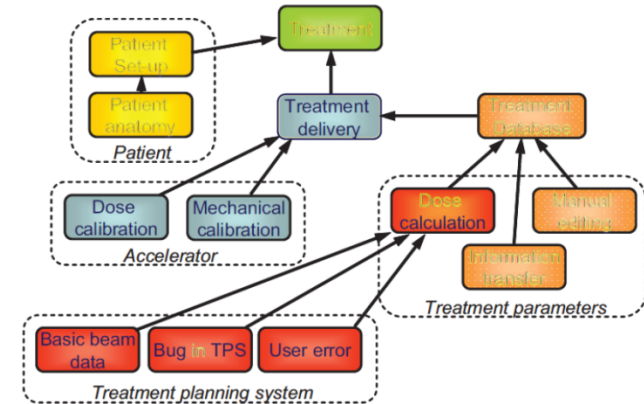 Treatment
Patient
Set-up
Patient
anatomy
Patient
Treatment
delivery
Treatment
Database
Dose
calibration
Mechanical
calibration
Accelerator
Dose
calculation
Manual
editing
Information
transfer
Treatment parameters
Basic beam
data
Bug in TPS
User error
Treatment planning system